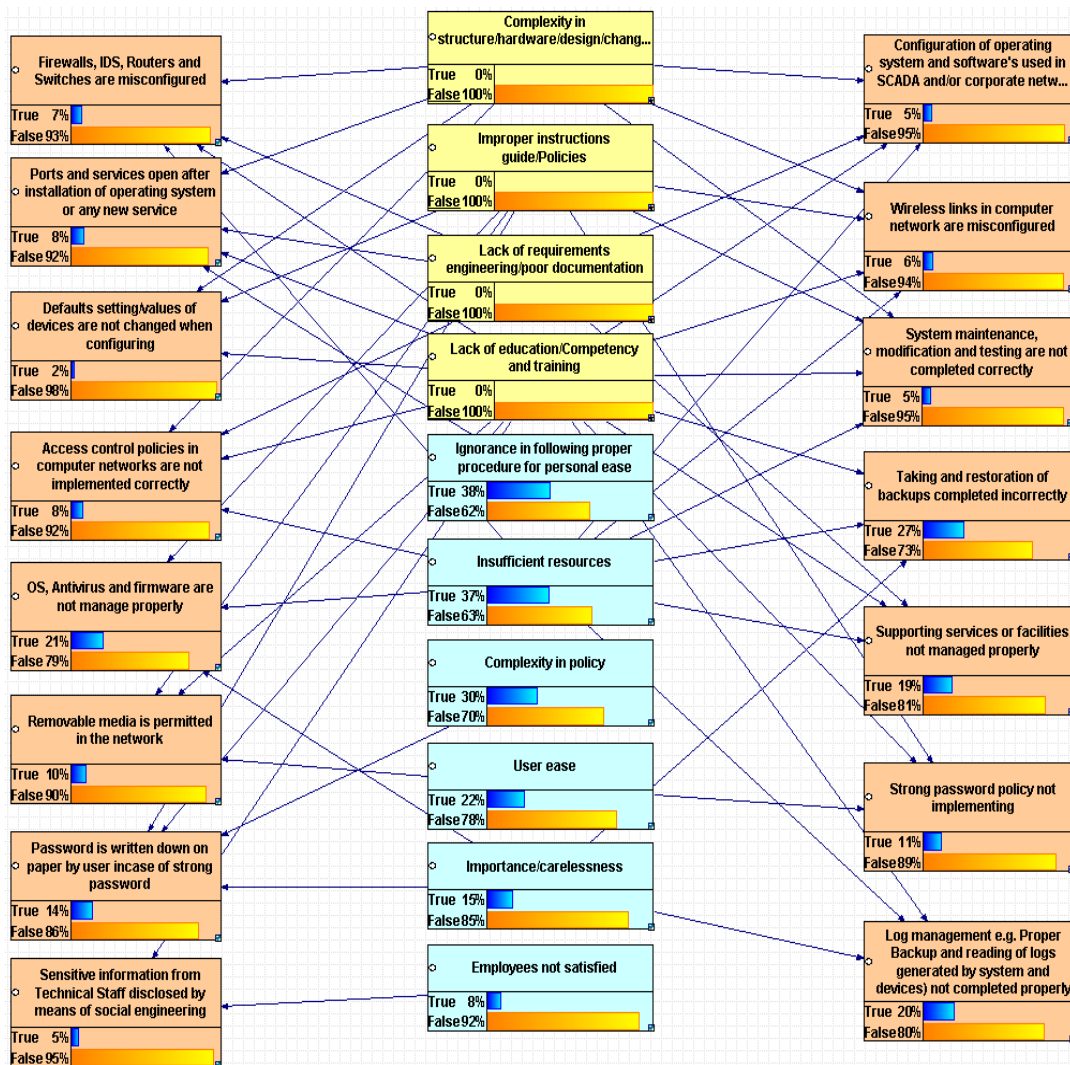 Firewalls, IDS, Routers and
Switches are misconfigured
True 7%
False 93%
Ports and services open after
installation of operating system
or any new service
True 8%
False 92%
Defaults setting/values of
devices are not changed when
configuring
True 2%
False 98%
Access control policies in
computer networks are not
implemented correctly
True 8%
False 92%
OS, Antivirus and firmware are
not manage properly
True 21%
False 79%
Removable media is permitted
in the network
True 10%
False 90%
Password is written down on
paper by user incase of strong
password
True 14%
False 86%
Sensitive information from
Technical Staff disclosed by
means of social engineering
True 5%
False 95%
Complexity in
structure/hardware/design/chang...
True 0%
False 100%
Improper instructions
guide/Policies
True 0%
False 100%
Lack of requirements
engineering/poor documentation
True 0%
False 100%
Lack of education/Competency
and training
True 0%
False 100%
Ignorance in following proper
procedure for personal ease
True 38%
False 62%
Insufficient resources
True 37%
False 63%
Complexity in policy
True 30%
False 70%
User ease
True 22%
False 78%
Importance/carelessness
True 15%
False 85%
Employees not satisfied
True 8%
False 92%
Configuration of operating
system and software's used in
SCADA and/or corporate netw...
True 5%
False 95%
Wireless links in computer
network are misconfigured
True 6%
False 94%
System maintenance,
modification and testing are not
completed correctly
True 5%
False 95%
Taking and restoration of
backups completed incorrectly
True 27%
False 73%
Supporting services or facilities
not managed properly
True 19%
False 81%
Strong password policy not
implementing
True 11%
False 89%
Log management e.g. Proper
Backup and reading of logs
generated by system and
devices) not completed properly
True 20%
False 80%